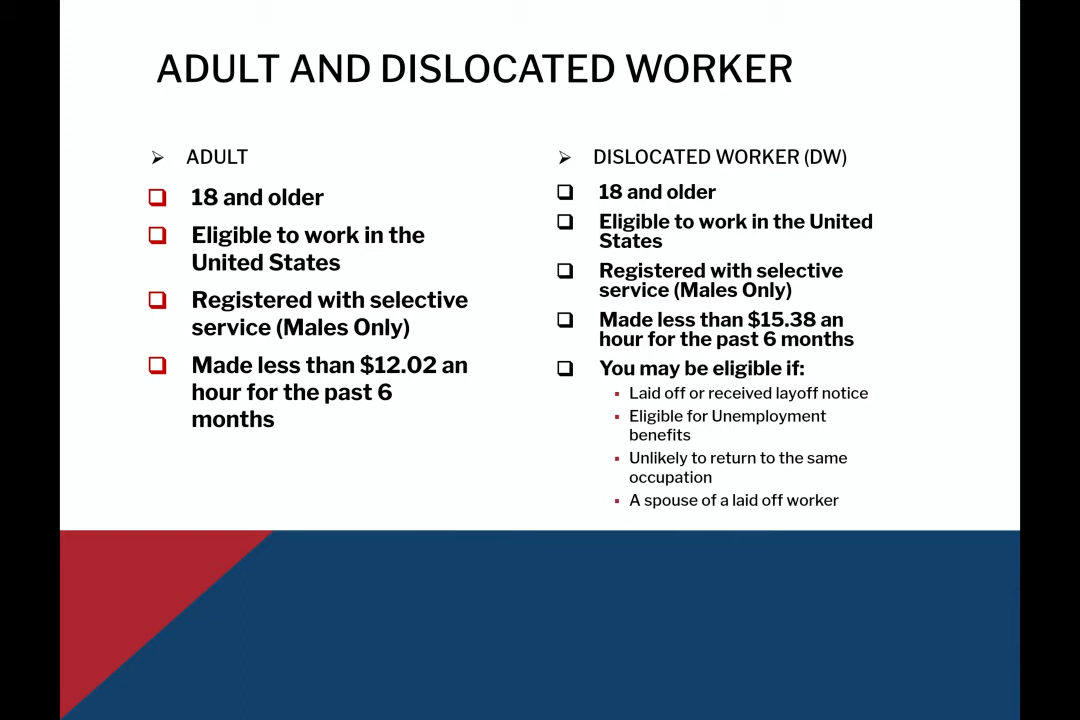 ADULT AND DISLOCATED WORKER
ADULT
18 and older
Eligible to work in the
United States
Registered with selective
service (Males Only)
Made less than $12.02 an
hour for the past 6
months
DISLOCATED WORKER (DW)
18 and older
Eligible to work in the United
States
Registered with selective
service (Males Only)
Made less than $15.38 an
hour for the past 6 months
You may be eligible if:
Laid off or received layoff notice
Eligible for Unemployment
benefits
Unlikely to return to the same
occupation
A spouse of a laid off worker